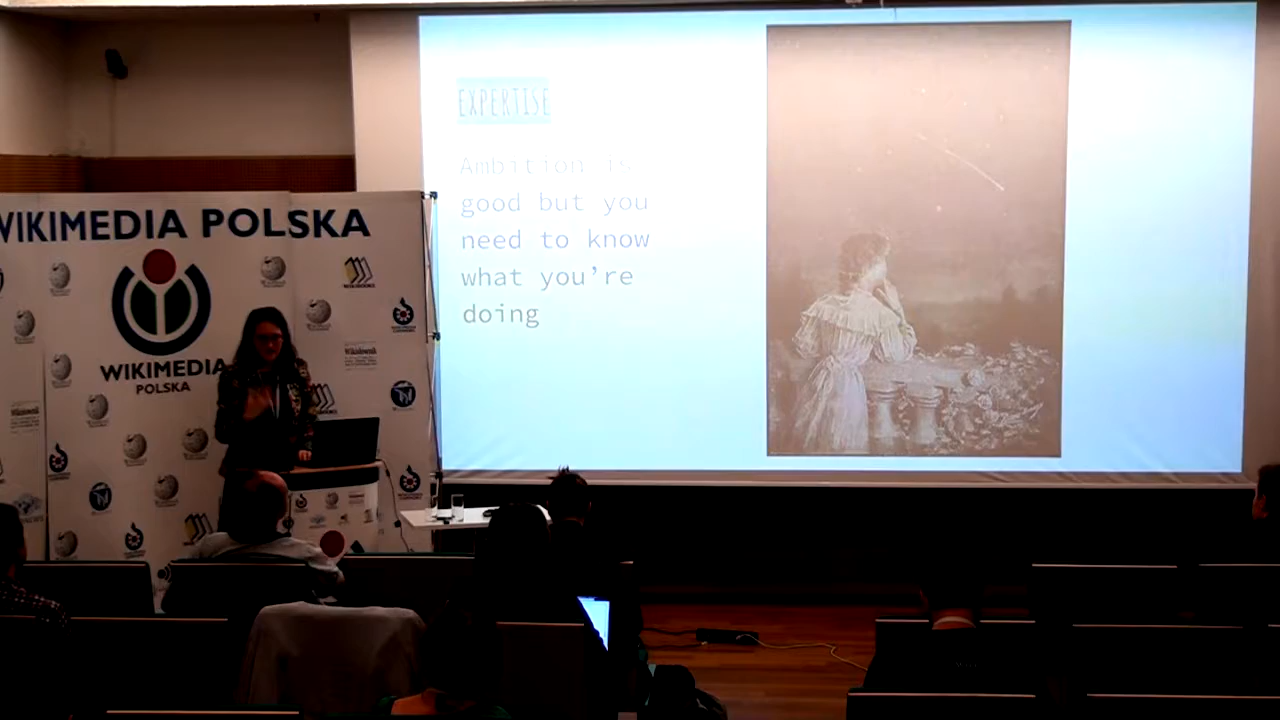 EXPERTISE
Ambition is
good but you
need to know
what you're
doing
WIKIMEDIA POLSKA
WIKIMEDIA
POLSKA